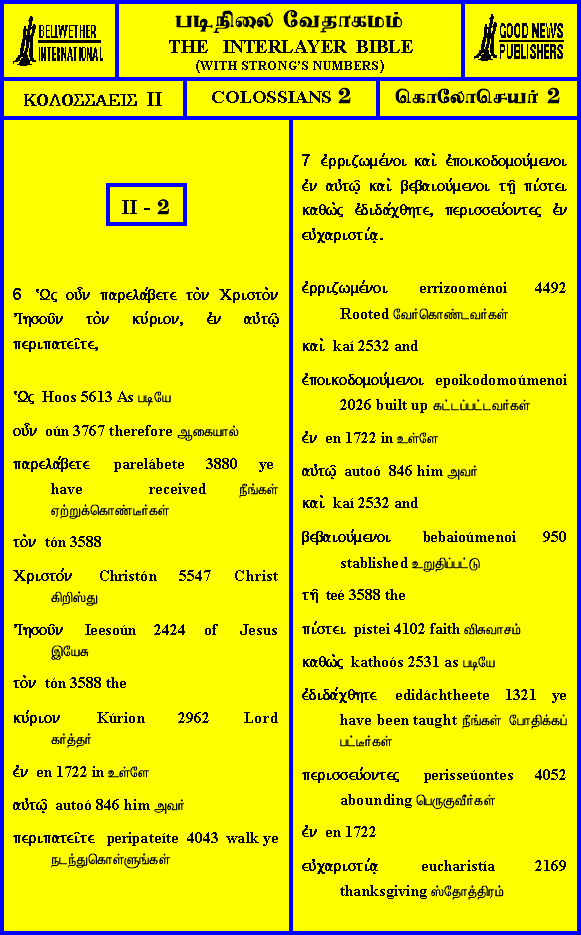 BELLWETHER
INTERNATIONAL
படிநிலை வேதாகமம்
THE INTERLAYER BIBLE
(WITH STRONG'S NUMBERS)
GOOD NEWS
PUBLISHERS
ΚΟΛΟΣΣΑΕΙΣ II
COLOSSIANS 2
கொலோசெயர் 2
II - 2
6 Ὡς οὖν παρελάβετε τὸν Χριστὸν
Ἰησοῦν τὸν κύριον, ἐν αὐτῷ
περιπατεῖτε,
Ὡς Hoos 5613 As படியே
οὖν oún 3767 therefore ஆகையால்
παρελάβετε parelábete 3880 ye
have received நீங்கள்
ஏற்றுக்கொண்டீர்கள்
τὸν tón 3588
Χριστόν Christón 5547 Christ
கிறிஸ்து
Ἰησοῦν Ieesoún 2424 of Jesus
இயேசு
τὸν tón 3588 the
κύριον Kúrion 2962 Lord
கர்த்தர்
ἐν en 1722 in உள்ளே
αὐτῷ autoó 846 him அவர்
περιπατεῖτε peripateíte 4043 walk ye
நடந்துகொள்ளுங்கள்
7 ἐρριζωμένοι καὶ ἐποικοδομούμενοι
ἐν αὐτῷ καὶ βεβαιούμενοι τῇ πίστει
καθὼς ἐδιδάχθητε, περισσεύοντες ἐν
εὐχαριστίᾳ.
ἐρριζωμένοι errizooménoi 4492
Rooted வேர்கொண்டவர்கள்
καὶ kaí 2532 and
ἐποικοδομούμενοι epoikodomoúmenoi
2026 built up கட்டப்பட்டவர்கள்
ἐν en 1722 in உள்ளே
αὐτῷ autoó 846 him அவர்
καὶ kaí 2532 and
βεβαιούμενοι bebaioúmenoi 950
stablished உறுதிப்பட்டு
τῇ teé 3588 the
πίστει pístei 4102 faith விசுவாசம்
καθὼς kathoós 2531 as படியே
ἐδιδάχθητε edidáchtheete 1321 ye
have been taught நீங்கள் போதிக்கப்
பட்டீர்கள்
περισσεύοντες perisseúontes 4052
abounding பெருகுவீர்கள்
ἐν en 1722
εὐχαριστίᾳ eucharistía 2169
thanksgiving ஸ்தோத்திரம்